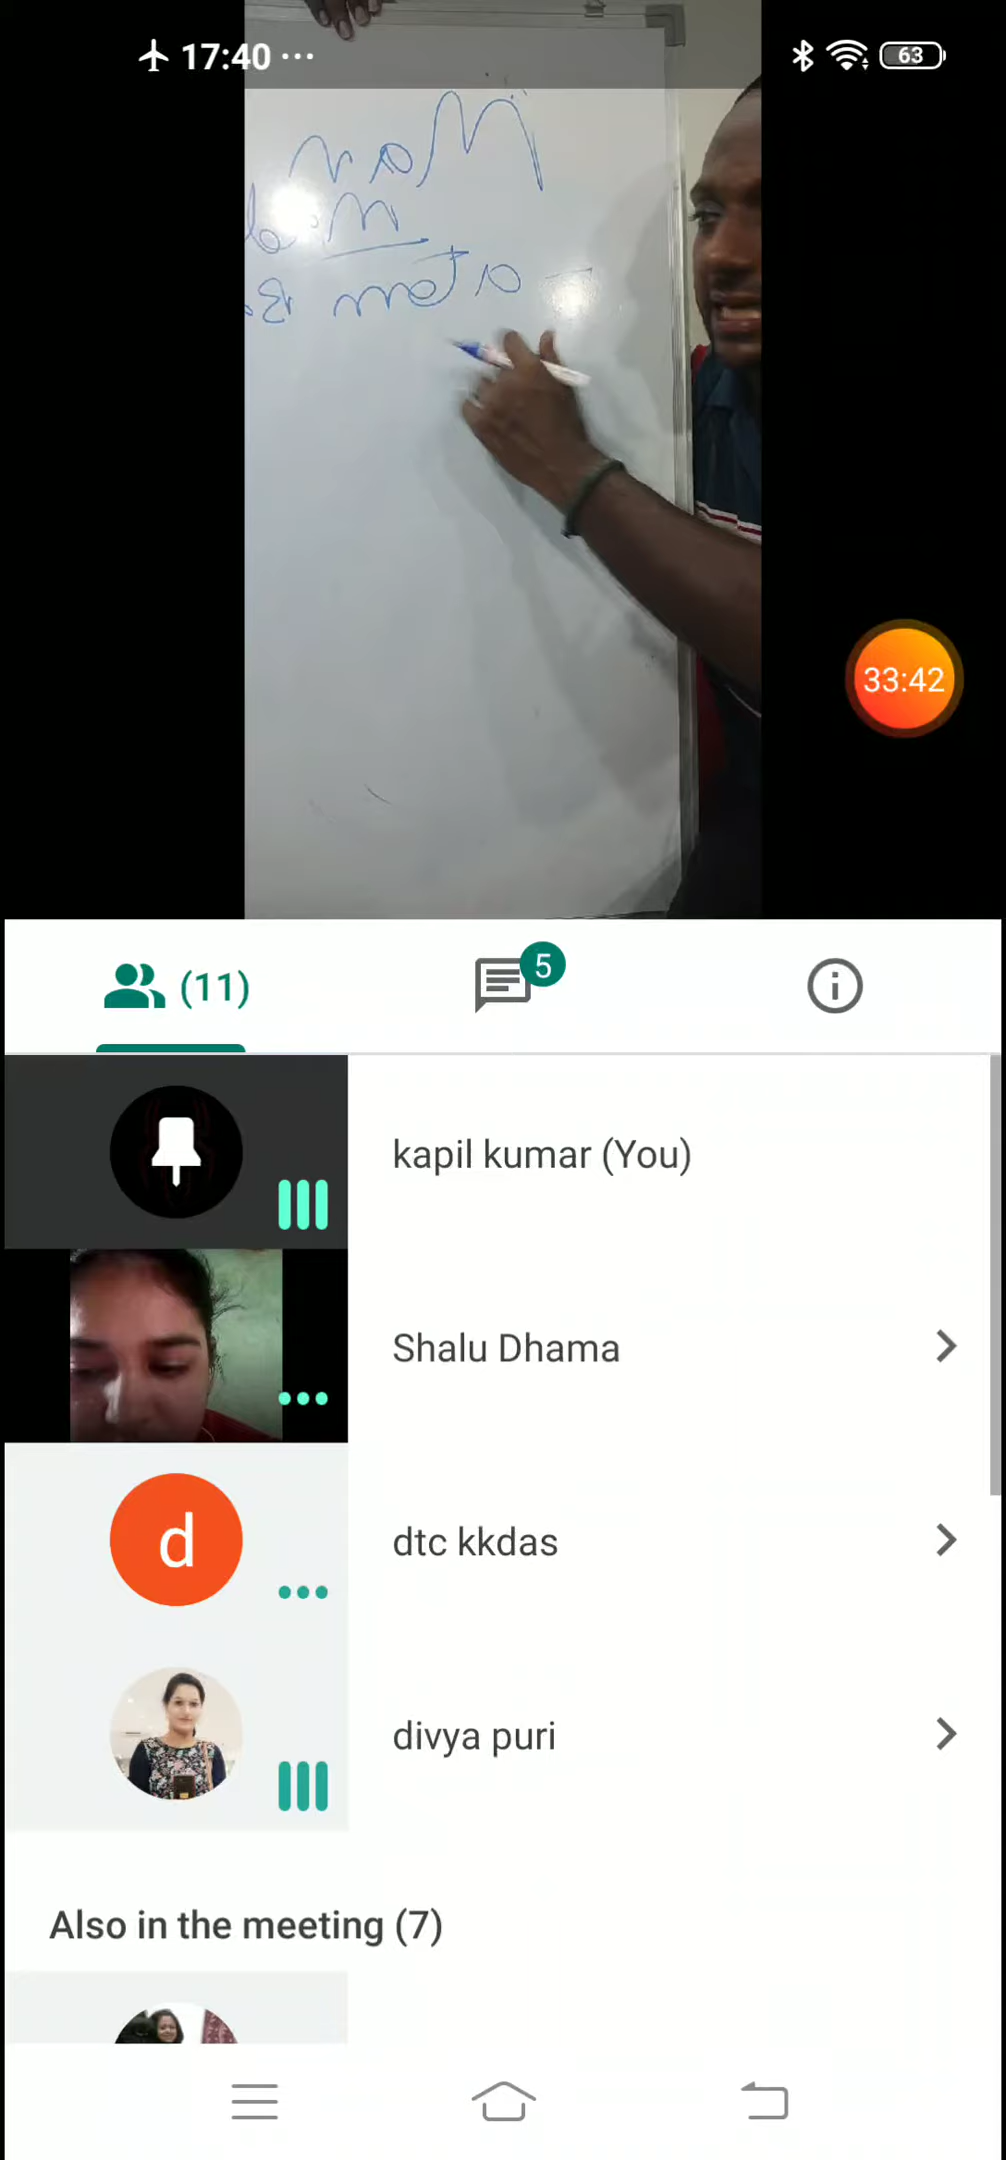 17:40 ...
63
Man
33:42
(11)
5
kapil kumar (You)
Shalu Dhama
d
dtc kkdas
divya puri
Also in the meeting (7)